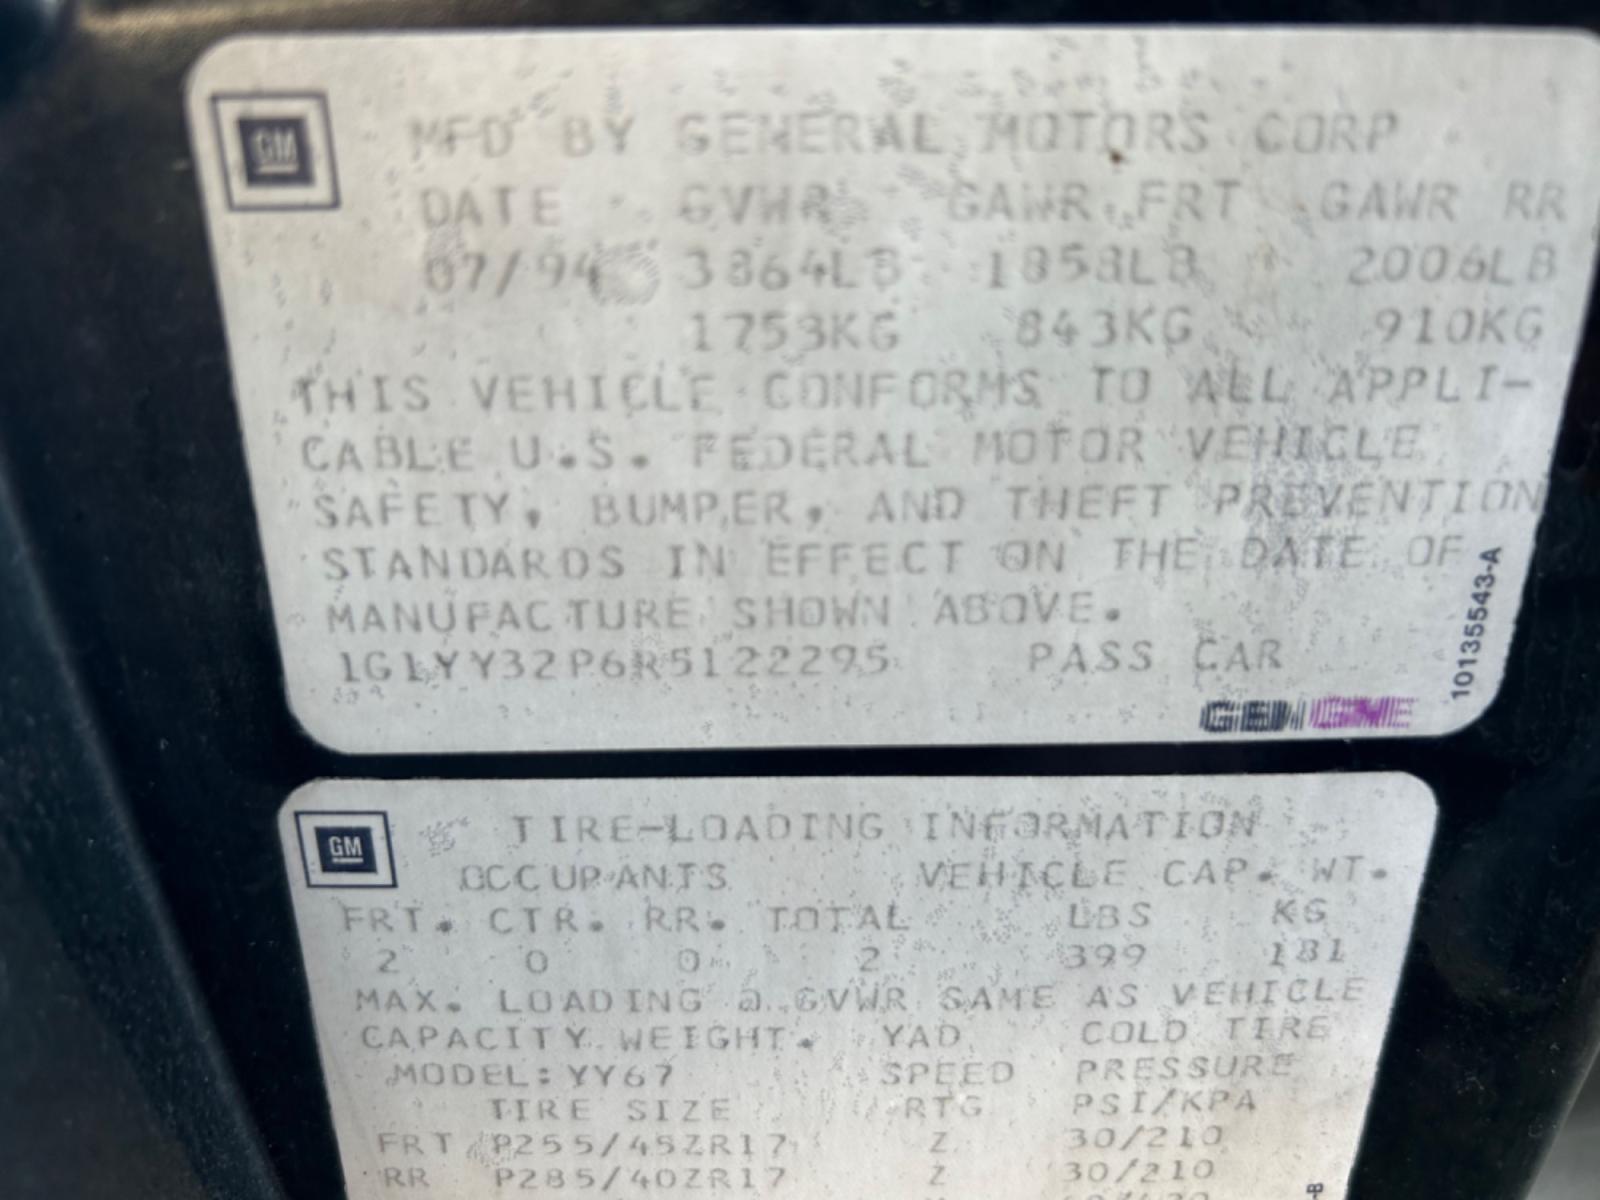 GM
MFD BY GENERAL MOTORS CORP
DATE GVWR GAWR FRT GAWR RR
07/94 3864LB 1858LB 2006LB
1753KG 843KG 910KG
THIS VEHICLE CONFORMS TO ALL APPLI-
CABLE U.S. FEDERAL MOTOR VEHICLE
SAFETY, BUMPER, AND THEFT PREVENTION
STANDARDS IN EFFECT ON THE DATE OF
MANUFACTURE SHOWN ABOVE.
1G1YY32P6R5122295 PASS CAR
10135543-A
GM
TIRE-LOADING INFORMATION
OCCUPANTS VEHICLE CAP. WT.
FRT. CTR. RR. TOTAL LBS KG
2 0 0 2 399 181
MAX. LOADING @ GVWR SAME AS VEHICLE
CAPACITY WEIGHT. YAD COLD TIRE
MODEL:YY67 SPEED PRESSURE
TIRE SIZE RTG PSI/KPA
FRT P255/45ZR17 Z 30/210
RR P285/40ZR17 Z 30/210
-B